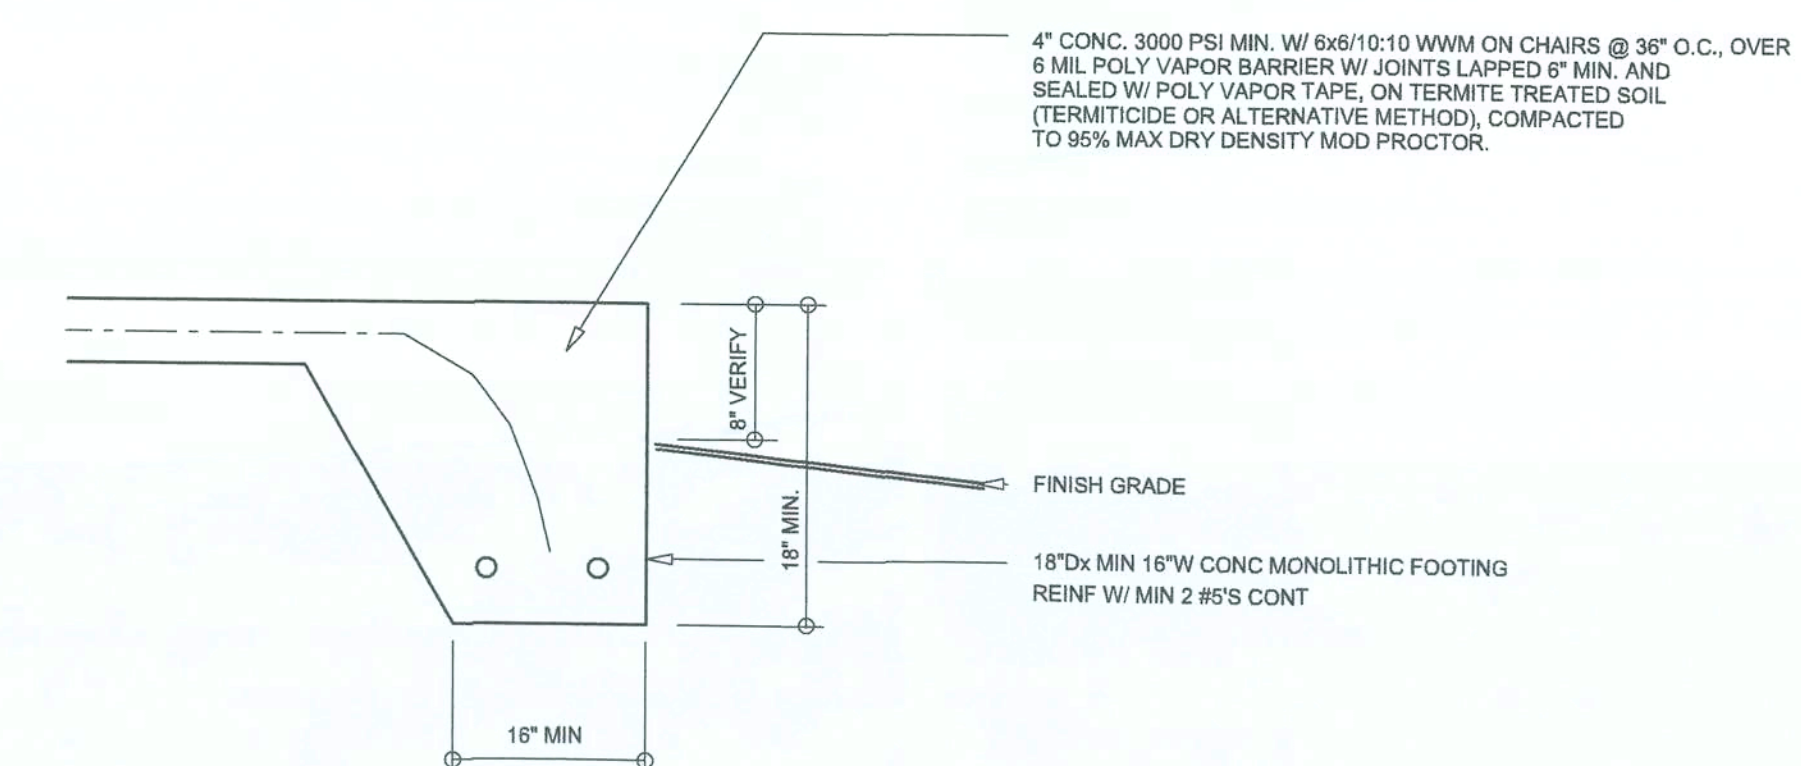 4" CONC. 3000 PSI MIN. W/ 6x6/10:10 WWM ON CHAIRS @ 36" O.C., OVER
6 MIL POLY VAPOR BARRIER W/ JOINTS LAPPED 6" MIN. AND
SEALED W/ POLY VAPOR TAPE, ON TERMITE TREATED SOIL
(TERMITICIDE OR ALTERNATIVE METHOD), COMPACTED
TO 95% MAX DRY DENSITY MOD PROCTOR.
8" VERIFY
18" MIN.
FINISH GRADE
18"Dx MIN 16"W CONC MONOLITHIC FOOTING
REINF W/ MIN 2 #5'S CONT
16" MIN